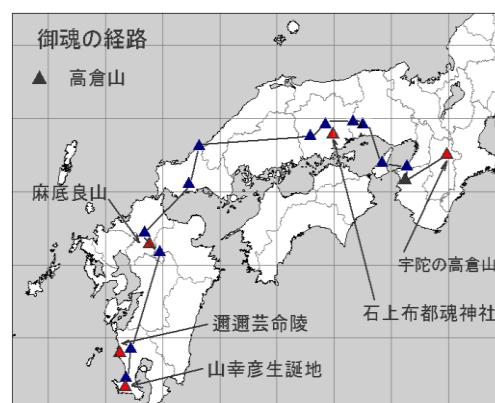 御魂の経路
▲ 高倉山
麻底良山
宇陀の高倉山
石上布都魂神社
邇邇芸命陵
山幸彦生誕地